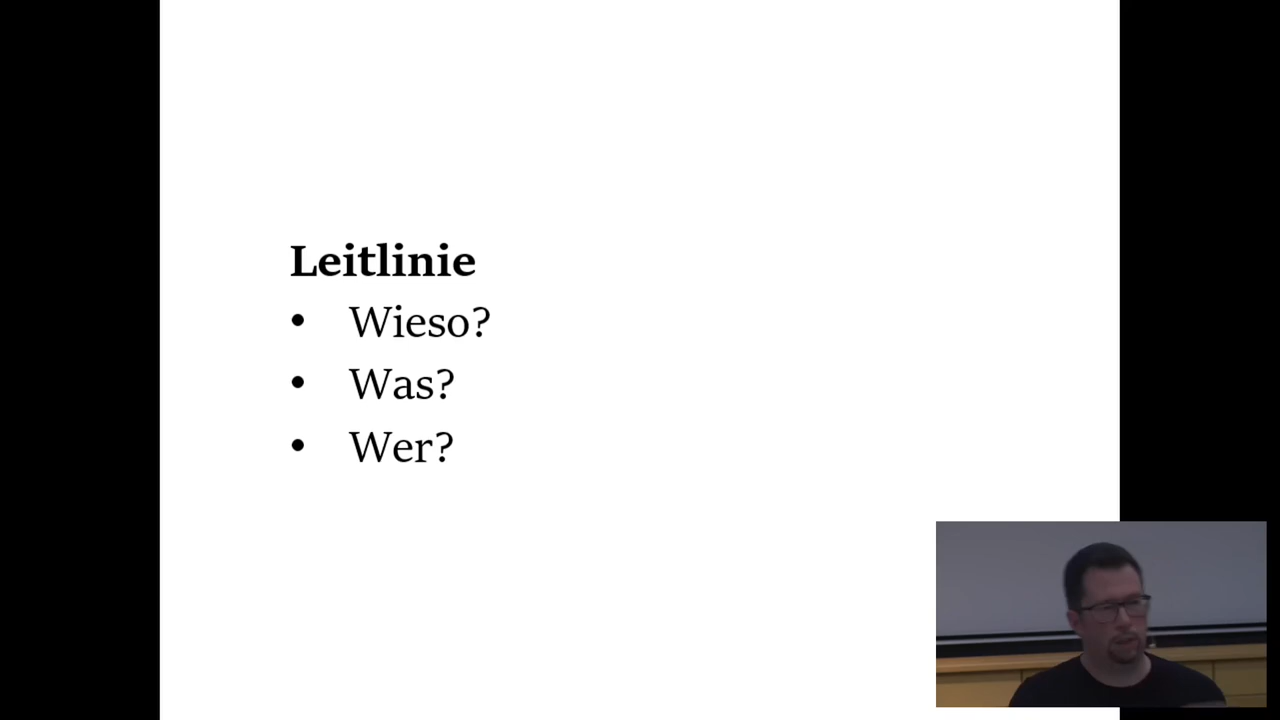 Leitlinie
• Wieso?
• Was?
• Wer?